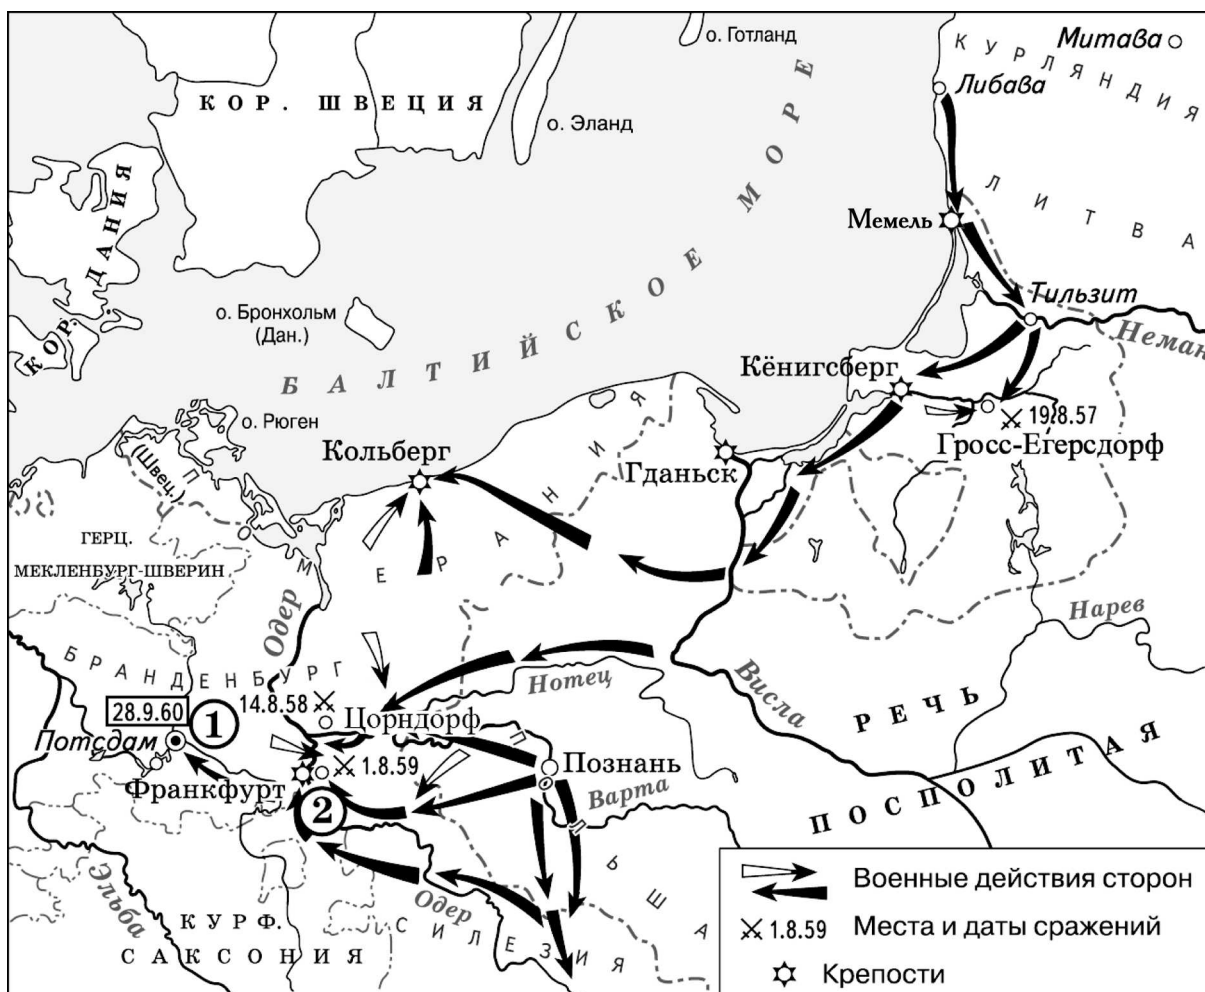 о. Готланд
КУРЛЯНДИЯ
Митава
Либава
КОР. ШВЕЦИЯ
о. Эланд
БАЛТИЙСКОЕ МОРЕ
ЛИТВА
КОР. ДАНИЯ
Мемель
Тильзит
Неман
о. Бронхольм
(Дан.)
Кёнигсберг
19.8.57
Гросс-Егерсдорф
о. Рюген
Кольберг
Гданьск
ПОМЕРАНИЯ
(Швец.)
ГЕРЦ.
МЕКЛЕНБУРГ-ШВЕРИН
Одер
Нарев
БРАНДЕНБУРГ
Нотец
Висла
28.9.60
1
14.8.58
Цорндорф
Потсдам
1.8.59
Познань
Варта
Франкфурт
2
РЕЧЬ
ПОСПОЛИТАЯ
ПОЛЬША
Эльба
Одер
КУРФ.
САКСОНИЯ
СИЛЕЗИЯ
Военные действия сторон
1.8.59 Места и даты сражений
Крепости